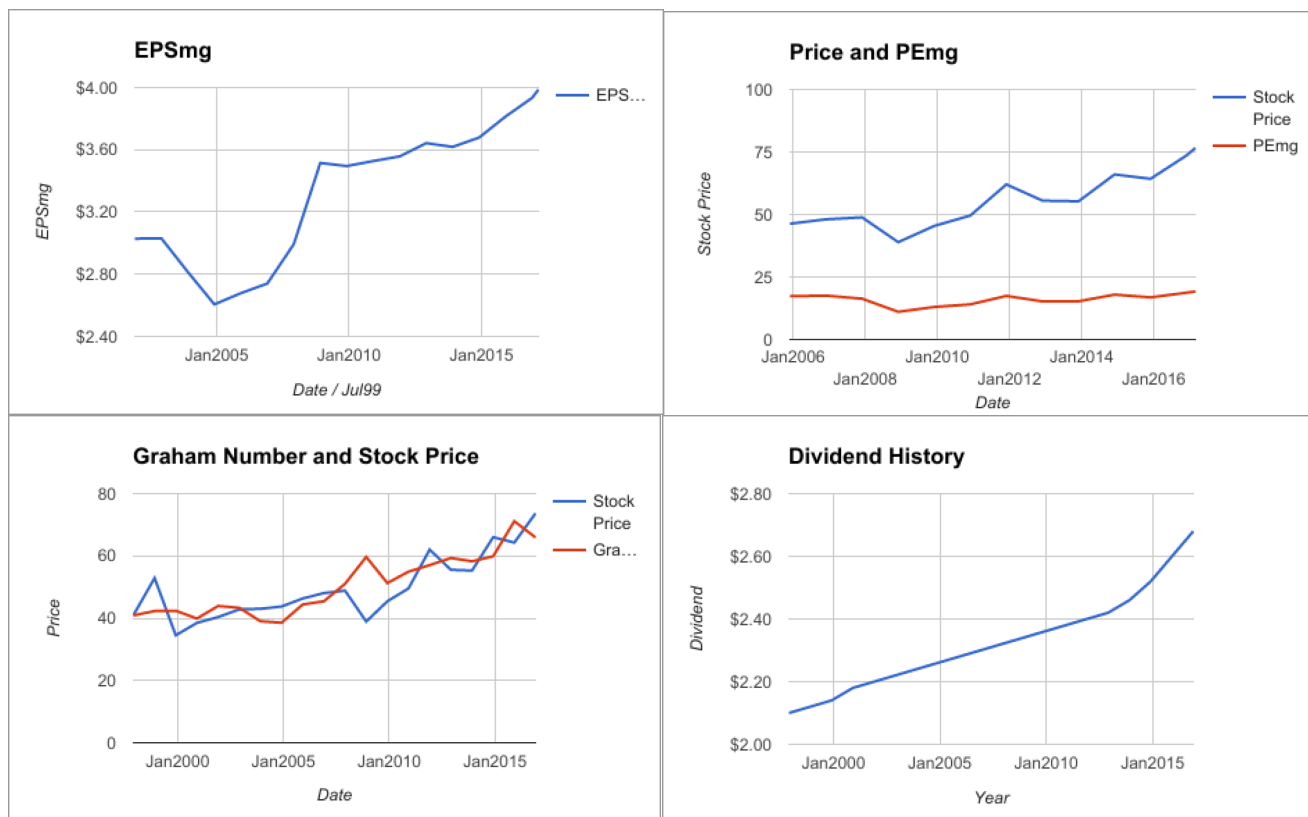 EPSmg
$4.00
$3.60
$3.20
$2.80
$2.40
EPSmg
Jan2005
Jan2010
Jan2015
Date / Jul99
EPS…
Price and PEmg
100
75
50
25
0
Stock Price
Jan2006
Jan2008
Jan2010
Jan2012
Jan2014
Jan2016
Date
Stock
Price
PEmg
Graham Number and Stock Price
80
60
40
20
0
Price
Jan2000
Jan2005
Jan2010
Jan2015
Date
Stock
Price
Gra…
Dividend History
$2.80
$2.60
$2.40
$2.20
$2.00
Dividend
Jan2000
Jan2005
Jan2010
Jan2015
Year